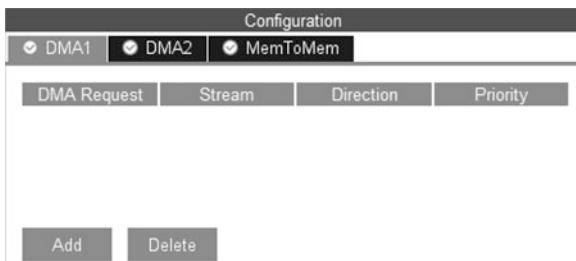 Configuration
DMA1 DMA2 MemToMem
DMA Request Stream Direction Priority
Add Delete